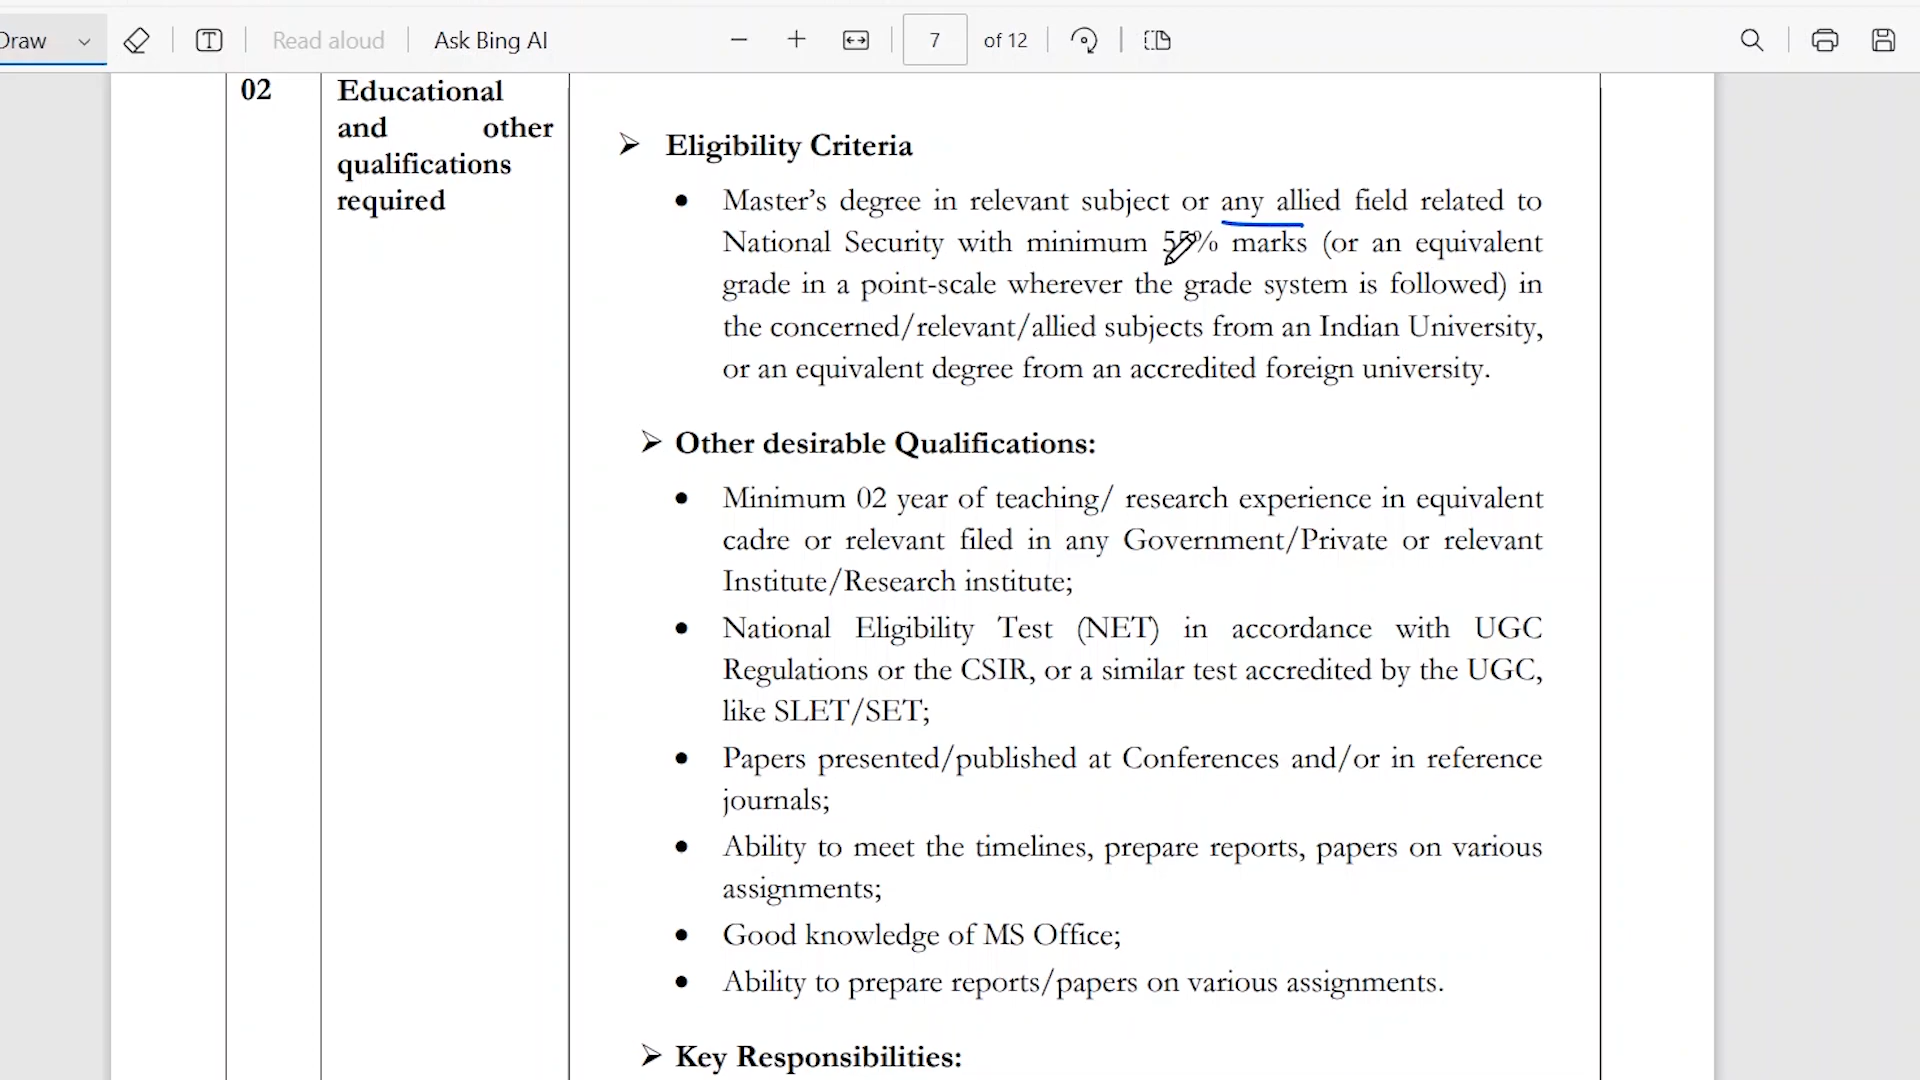 Draw
Read aloud
Ask Bing AI
7
of 12
02
Educational
and other
qualifications
required
Eligibility Criteria
Master’s degree in relevant subject or any allied field related to
National Security with minimum 55% marks (or an equivalent
grade in a point-scale wherever the grade system is followed) in
the concerned/relevant/allied subjects from an Indian University,
or an equivalent degree from an accredited foreign university.
Other desirable Qualifications:
Minimum 02 year of teaching/ research experience in equivalent
cadre or relevant filed in any Government/Private or relevant
Institute/Research institute;
National Eligibility Test (NET) in accordance with UGC
Regulations or the CSIR, or a similar test accredited by the UGC,
like SLET/SET;
Papers presented/published at Conferences and/or in reference
journals;
Ability to meet the timelines, prepare reports, papers on various
assignments;
Good knowledge of MS Office;
Ability to prepare reports/papers on various assignments.
Key Responsibilities: